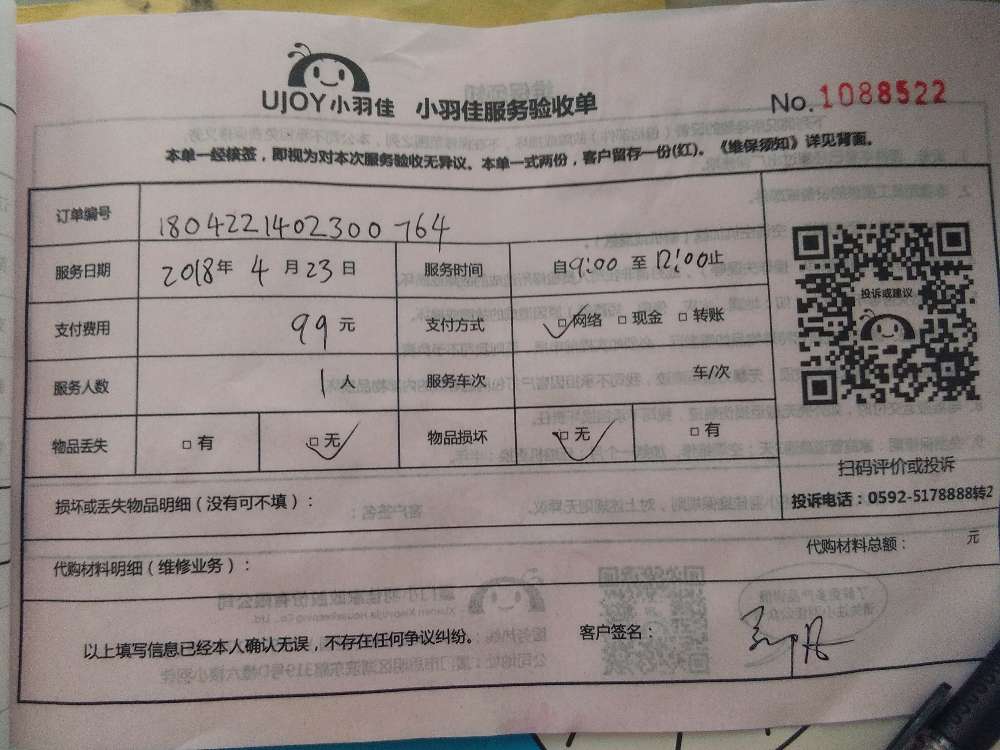 UJOY小羽佳 小羽佳服务验收单 No.1088522
本单一经核签，即视为对本次服务验收无异议。本单一式两份，客户留存一份(红)。《维保须知》详见背面。
订单编号 1804221402300764
服务日期 2018年 4月23日 服务时间 自9:00至12:00止
投诉或建议
支付费用 99元 支付方式 ☑网络 □现金 □转账
服务人数 1人 服务车次 车/次
物品丢失 □有 ☑无 物品损坏 ☑无 □有
扫码评价或投诉
投诉电话：0592-5178888转2
损坏或丢失物品明细（没有可不填）：
代购材料总额： 元
代购材料明细（维修业务）：
以上填写信息已经本人确认无误，不存在任何争议纠纷。 客户签名：